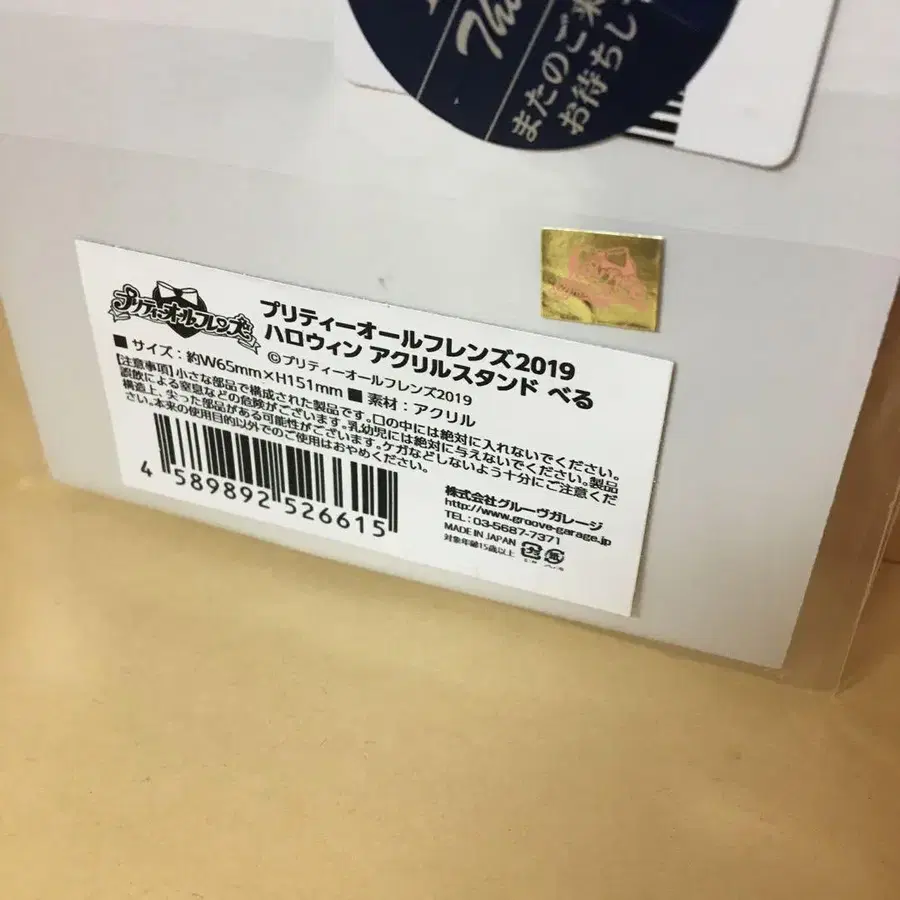 またのご来
お待ちして
プリティーオールフレンズ
プリティーオールフレンズ2019
ハロウィン アクリルスタンド べる
©プリティーオールフレンズ2019
■ サイズ：約W65mm×H151mm ■ 素材：アクリル
【注意事項】小さな部品で構成された製品です。口の中には絶対に入れないでください。
誤飲による窒息などの危険がございます。乳幼児には絶対に与えないでください。製品
構造上、尖った部品がある可能性がございます。ケガなどしないよう十分にご注意くだ
さい。本来の使用目的以外でのご使用はおやめください。
4 589892 526615
株式会社グルーヴガレージ
http://www.groove-garage.jp
TEL : 03-5687-7371
MADE IN JAPAN
対象年齢15歳以上
プラ 紙